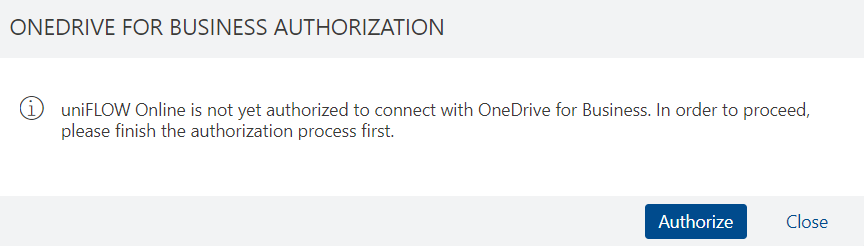 ONEDRIVE FOR BUSINESS AUTHORIZATION
uniFLOW Online is not yet authorized to connect with OneDrive for Business. In order to proceed,
please finish the authorization process first.
Authorize Close